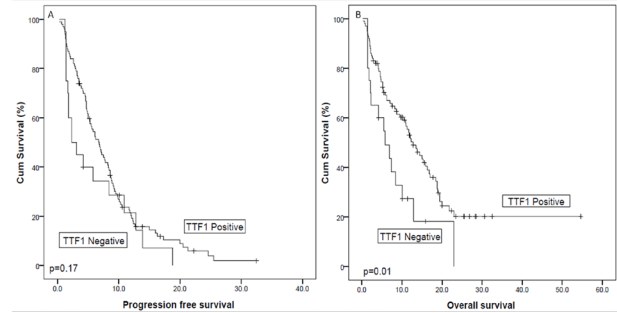 A
Cum Survival (%)
100
80
60
40
20
0
TTF1 Negative
TTF1 Positive
p=0.17
0.0 10.0 20.0 30.0 40.0
Progression free survival
B
Cum Survival (%)
100
80
60
40
20
0
TTF1 Positive
TTF1 Negative
p=0.01
0.0 10.0 20.0 30.0 40.0 50.0 60.0
Overall survival